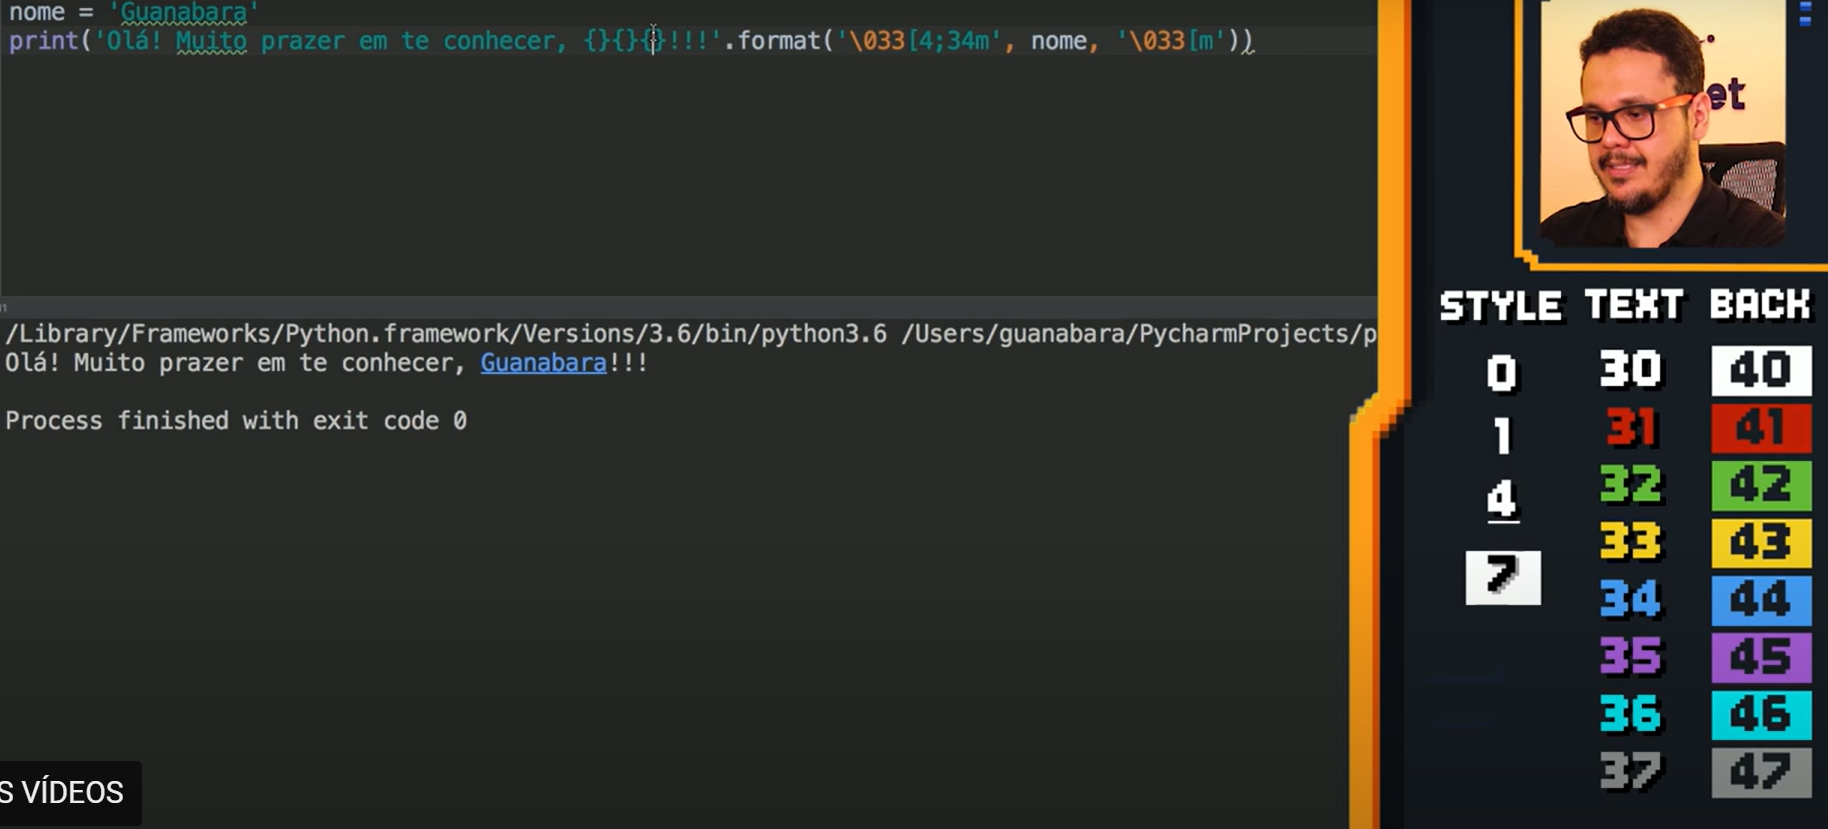 nome = 'Guanabara'
print('Olá! Muito prazer em te conhecer, {}{}{}!!!'.format('\033[4;34m', nome, '\033[m'))
/Library/Frameworks/Python.framework/Versions/3.6/bin/python3.6 /Users/guanabara/PycharmProjects/p
Olá! Muito prazer em te conhecer, Guanabara!!!
Process finished with exit code 0
S VÍDEOS
et
STYLE TEXT BACK
0 30 40
1 31 41
4 32 42
7 33 43
34 44
35 45
36 46
37 47